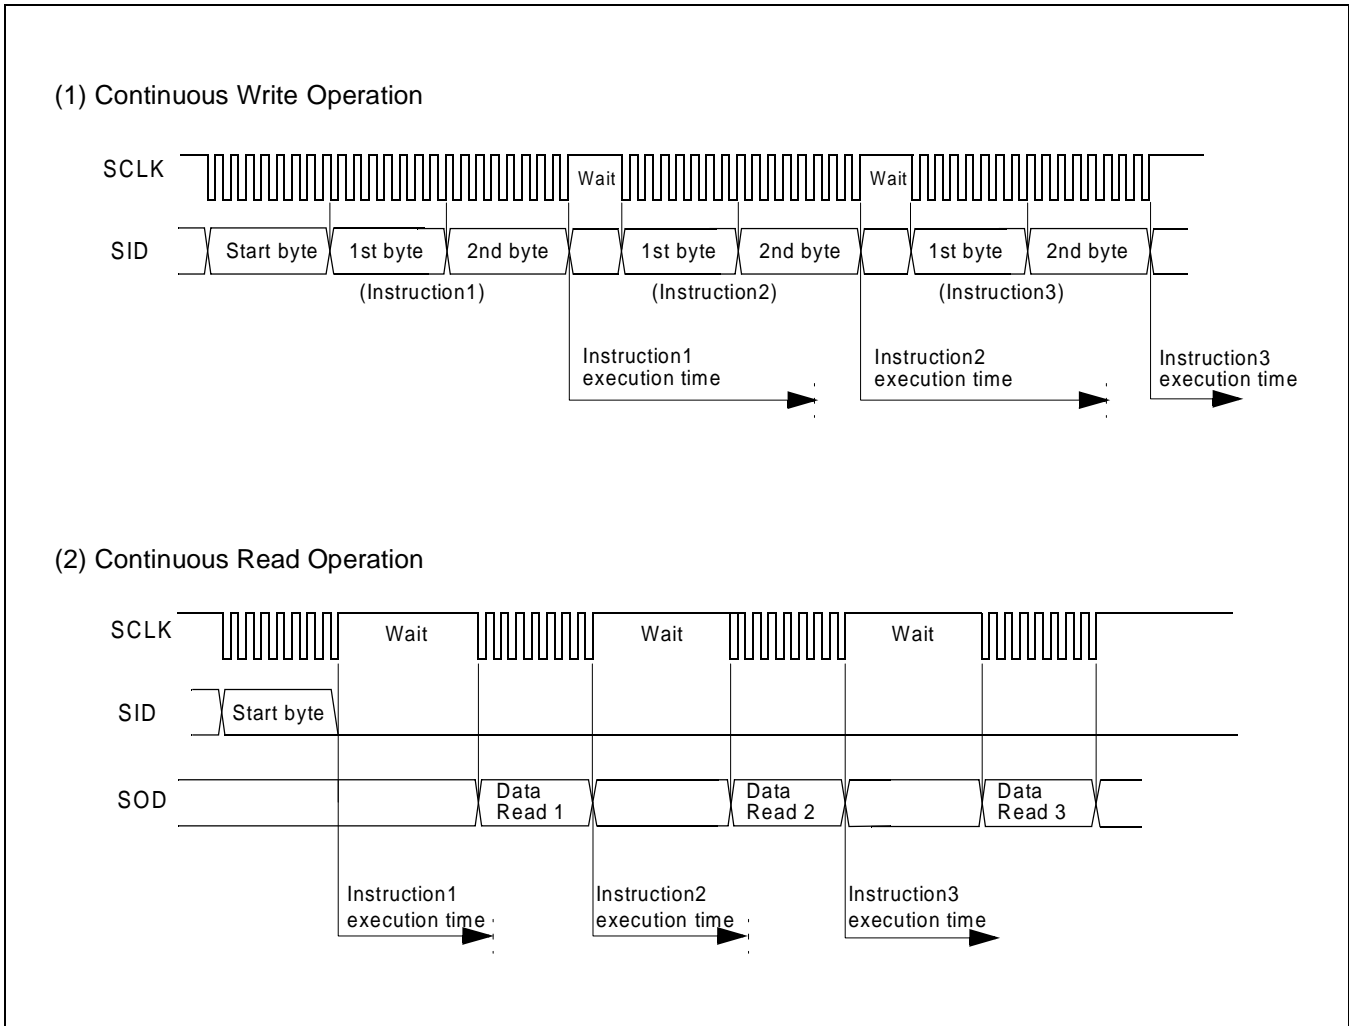 (1) Continuous Write Operation
SCLK
Wait
Wait
SID
Start byte
1st byte
2nd byte
1st byte
2nd byte
1st byte
2nd byte
(Instruction1)
(Instruction2)
(Instruction3)
Instruction1
execution time
Instruction2
execution time
Instruction3
execution time
(2) Continuous Read Operation
SCLK
Wait
Wait
Wait
SID
Start byte
SOD
Data
Read 1
Data
Read 2
Data
Read 3
Instruction1
execution time
Instruction2
execution time
Instruction3
execution time